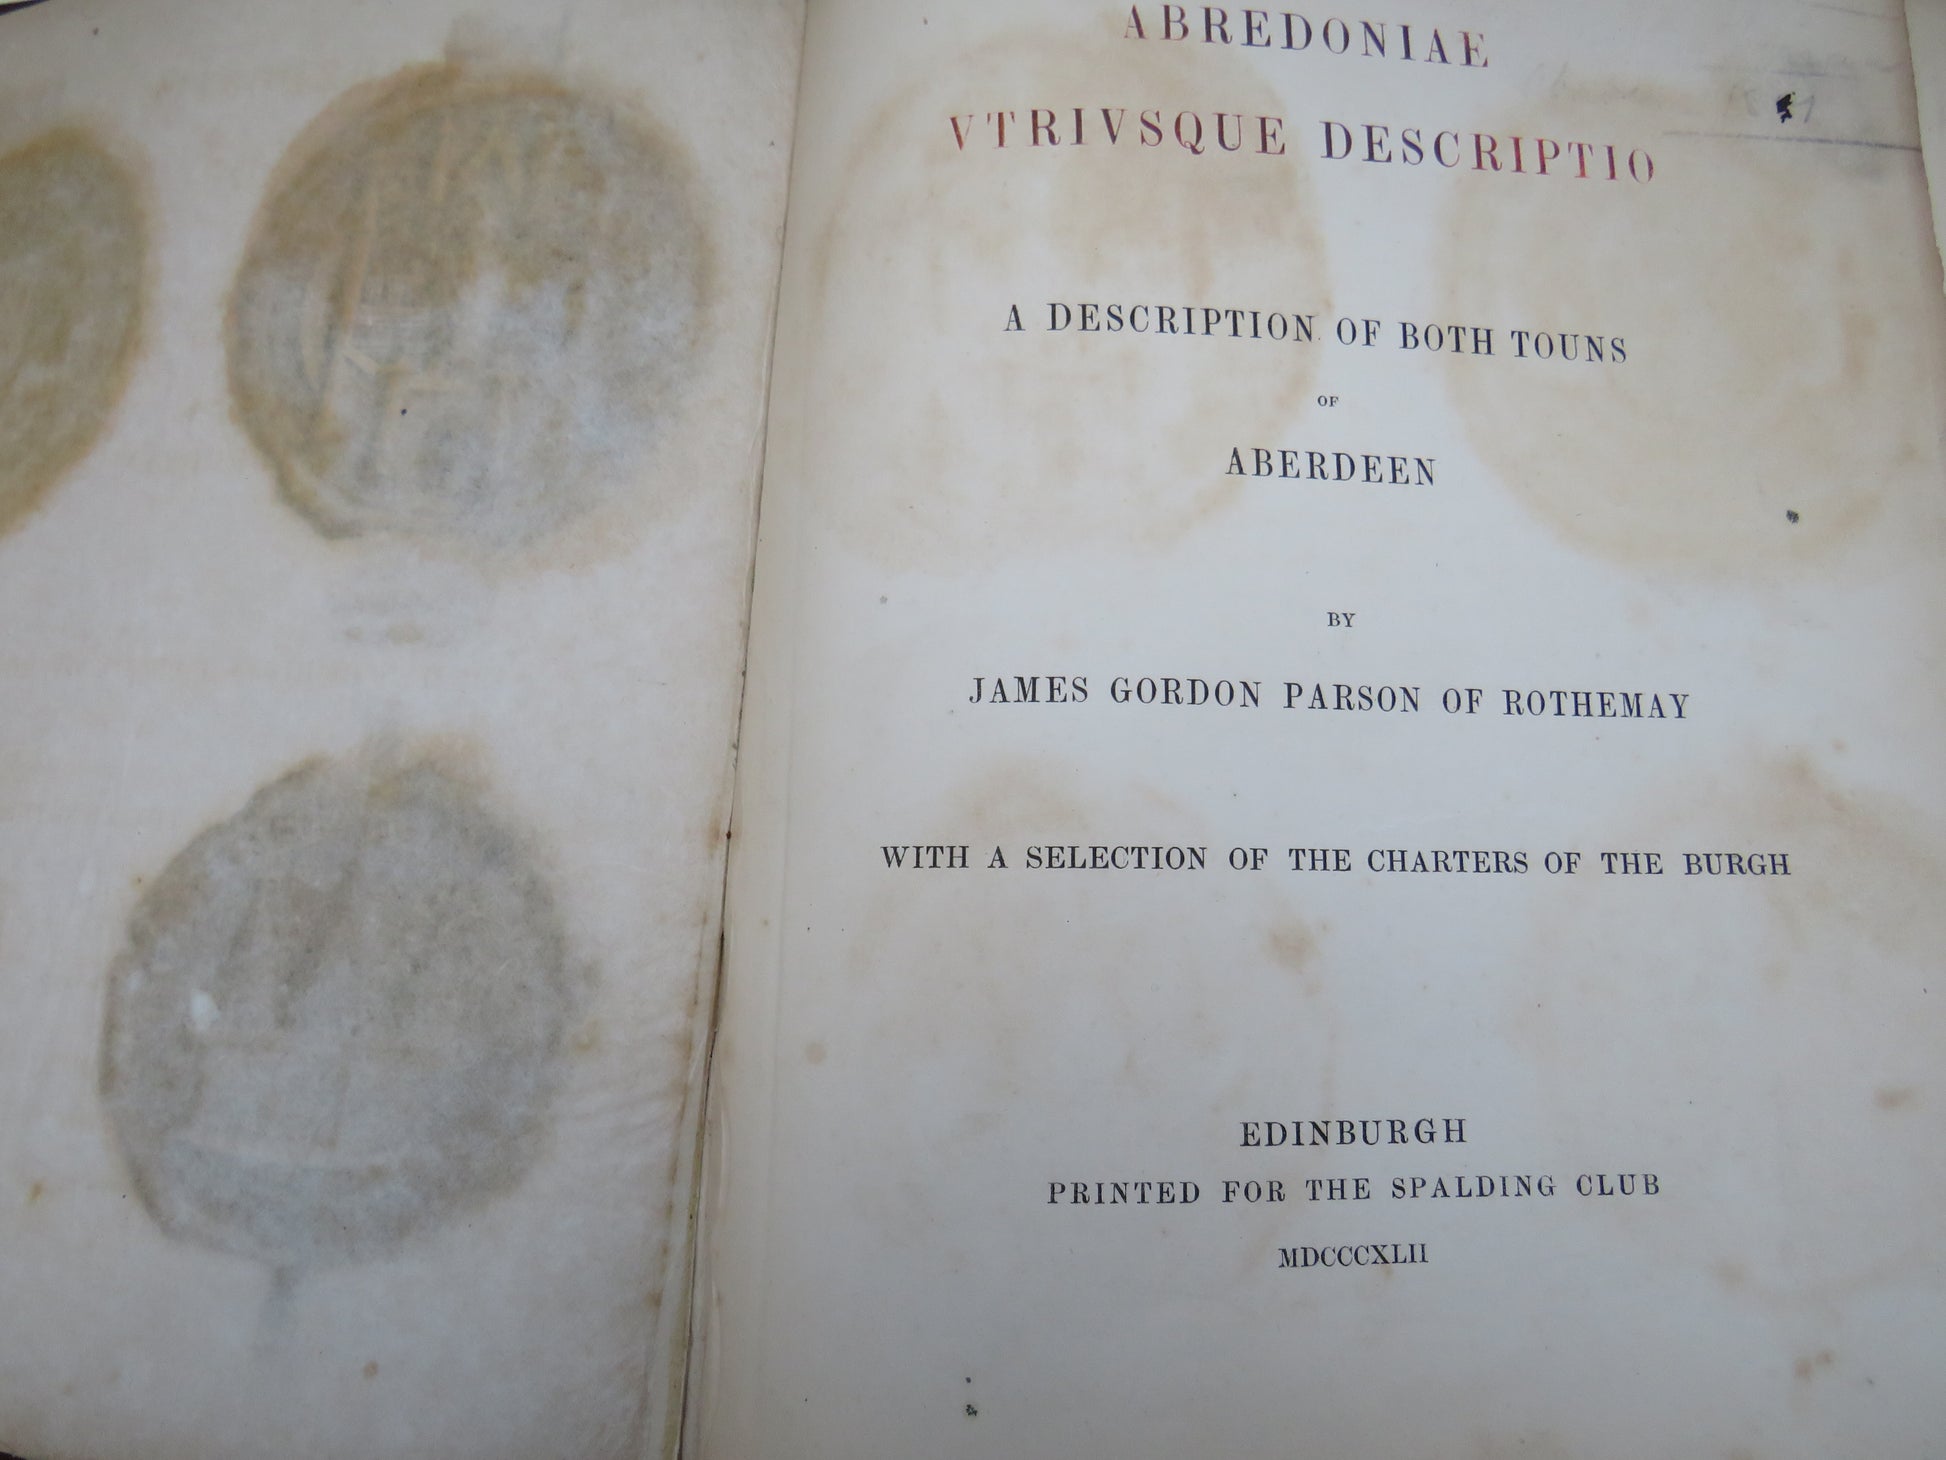 ABREDONIAE
VTRIVSQUE DESCRIPTIO
A DESCRIPTION OF BOTH TOUNS
OF
ABERDEEN
BY
JAMES GORDON PARSON OF ROTHEMAY
WITH A SELECTION OF THE CHARTERS OF THE BURGH
EDINBURGH
PRINTED FOR THE SPALDING CLUB
MDCCCXLII